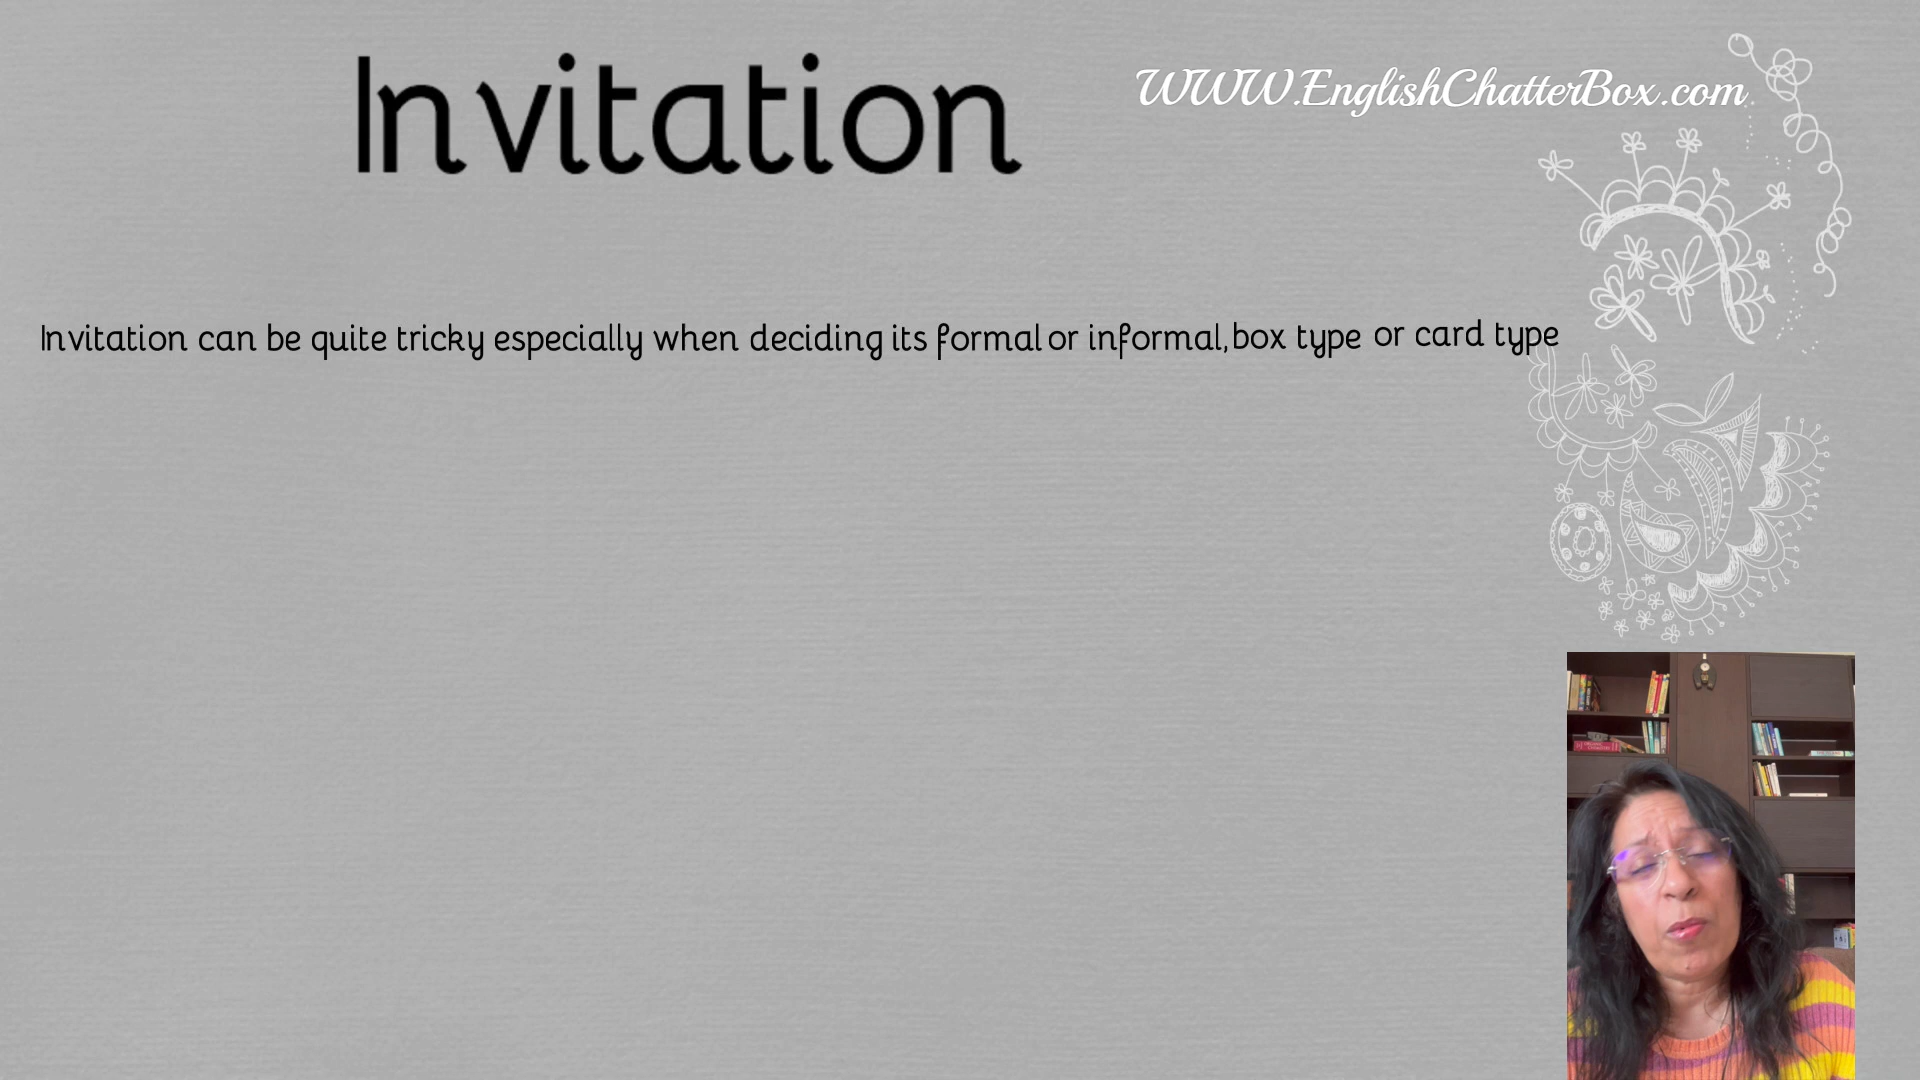 Invitation
WWW.EnglishChatterBox.com
Invitation can be quite tricky especially when deciding its formal or informal, box type or card type